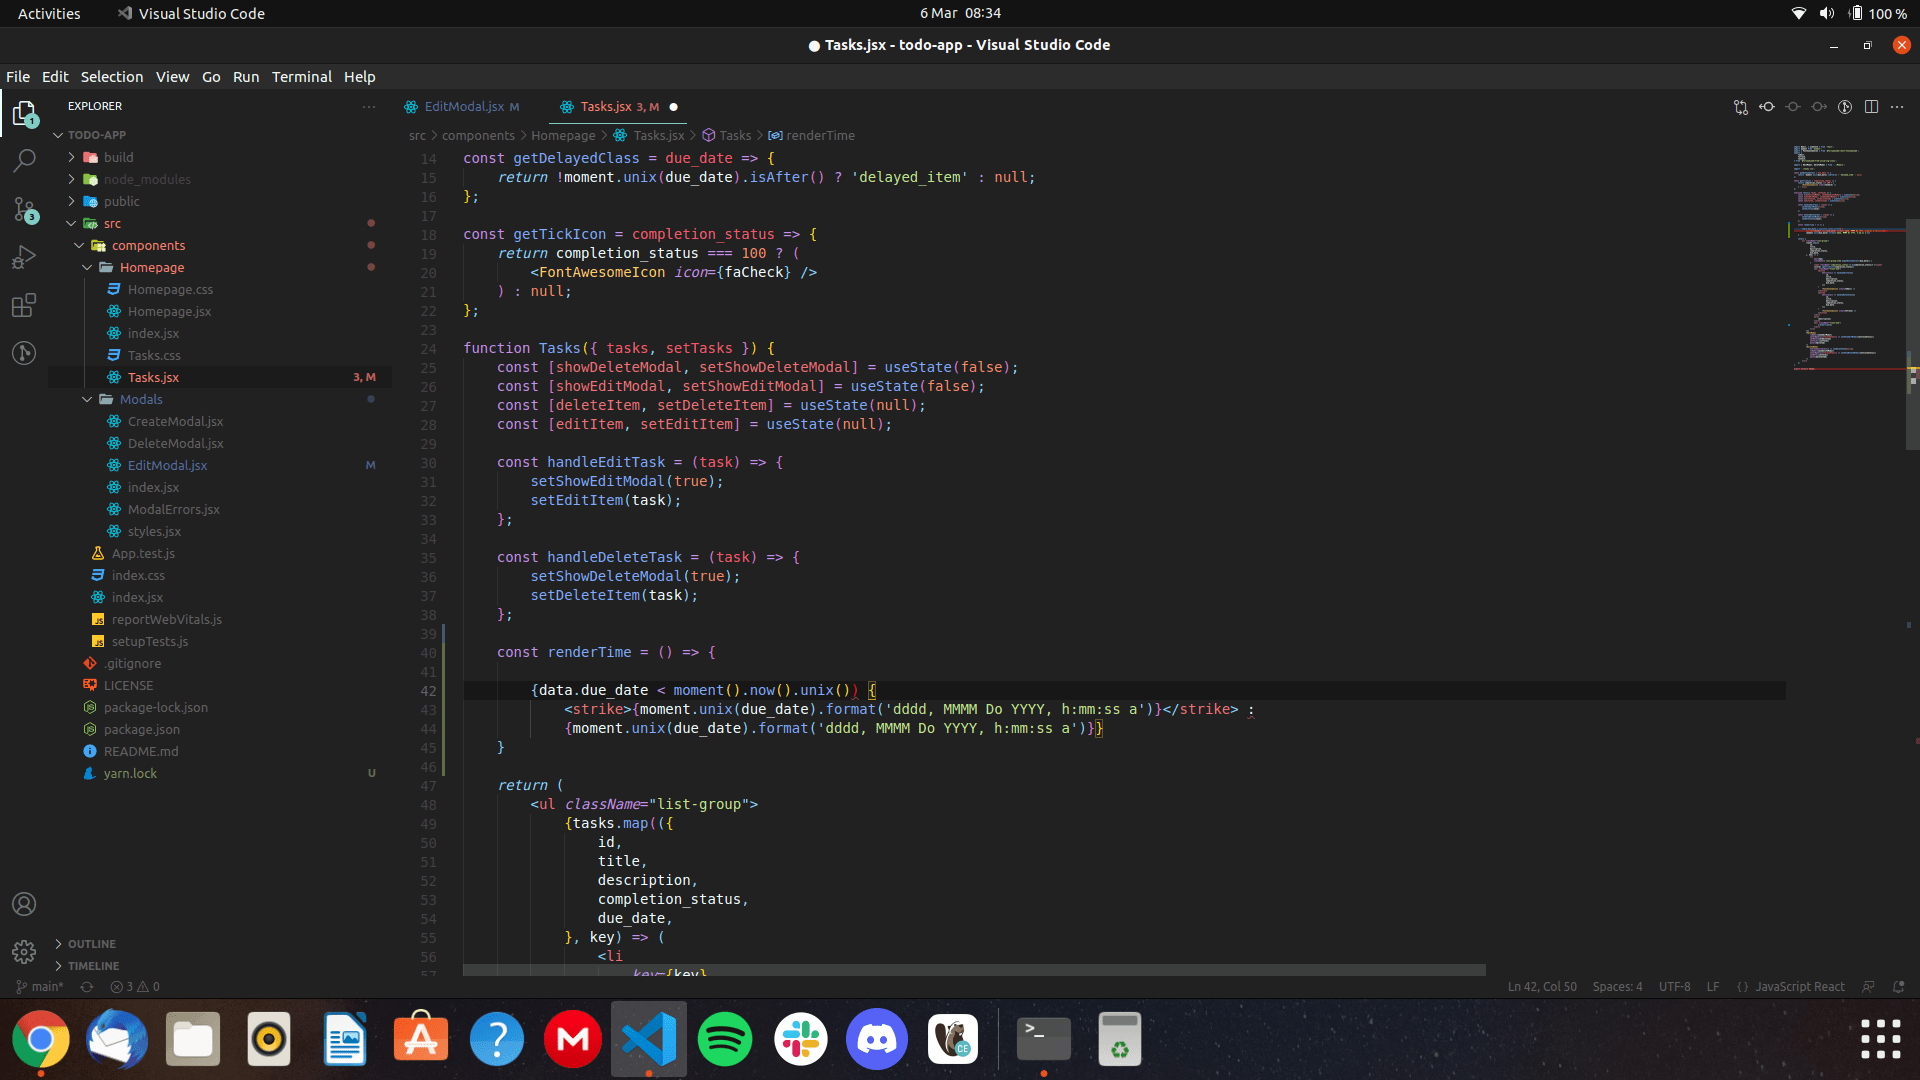 Activities
Visual Studio Code
6 Mar 08:34
100 %
● Tasks.jsx - todo-app - Visual Studio Code
File Edit Selection View Go Run Terminal Help
EXPLORER
TODO-APP
build
node_modules
public
src
components
Homepage
Homepage.css
Homepage.jsx
index.jsx
Tasks.css
Tasks.jsx 3, M
Modals
CreateModal.jsx
DeleteModal.jsx
EditModal.jsx M
index.jsx
ModalErrors.jsx
styles.jsx
App.test.js
index.css
index.jsx
reportWebVitals.js
setupTests.js
.gitignore
LICENSE
package-lock.json
package.json
README.md
yarn.lock U
OUTLINE
TIMELINE
1
3
EditModal.jsx M
Tasks.jsx 3, M ●
src > components > Homepage > Tasks.jsx > Tasks > renderTime
14 const getDelayedClass = due_date => {
15 return !moment.unix(due_date).isAfter() ? 'delayed_item' : null;
16 };
17
18 const getTickIcon = completion_status => {
19 return completion_status === 100 ? (
20 <FontAwesomeIcon icon={faCheck} />
21 ) : null;
22 };
23
24 function Tasks({ tasks, setTasks }) {
25 const [showDeleteModal, setShowDeleteModal] = useState(false);
26 const [showEditModal, setShowEditModal] = useState(false);
27 const [deleteItem, setDeleteItem] = useState(null);
28 const [editItem, setEditItem] = useState(null);
29
30 const handleEditTask = (task) => {
31 setShowEditModal(true);
32 setEditItem(task);
33 };
34
35 const handleDeleteTask = (task) => {
36 setShowDeleteModal(true);
37 setDeleteItem(task);
38 };
39
40 const renderTime = () => {
41
42 {data.due_date < moment().now().unix()) {
43 <strike>{moment.unix(due_date).format('dddd, MMMM Do YYYY, h:mm:ss a')}</strike> :
44 {moment.unix(due_date).format('dddd, MMMM Do YYYY, h:mm:ss a')}}
45 }
46
47 return (
48 <ul className="list-group">
49 {tasks.map(({
50 id,
51 title,
52 description,
53 completion_status,
54 due_date,
55 }, key) => (
56 <li
57 key={key}
main* 3 0
Ln 42, Col 50 Spaces: 4 UTF-8 LF {} JavaScript React
A ? M CE >_